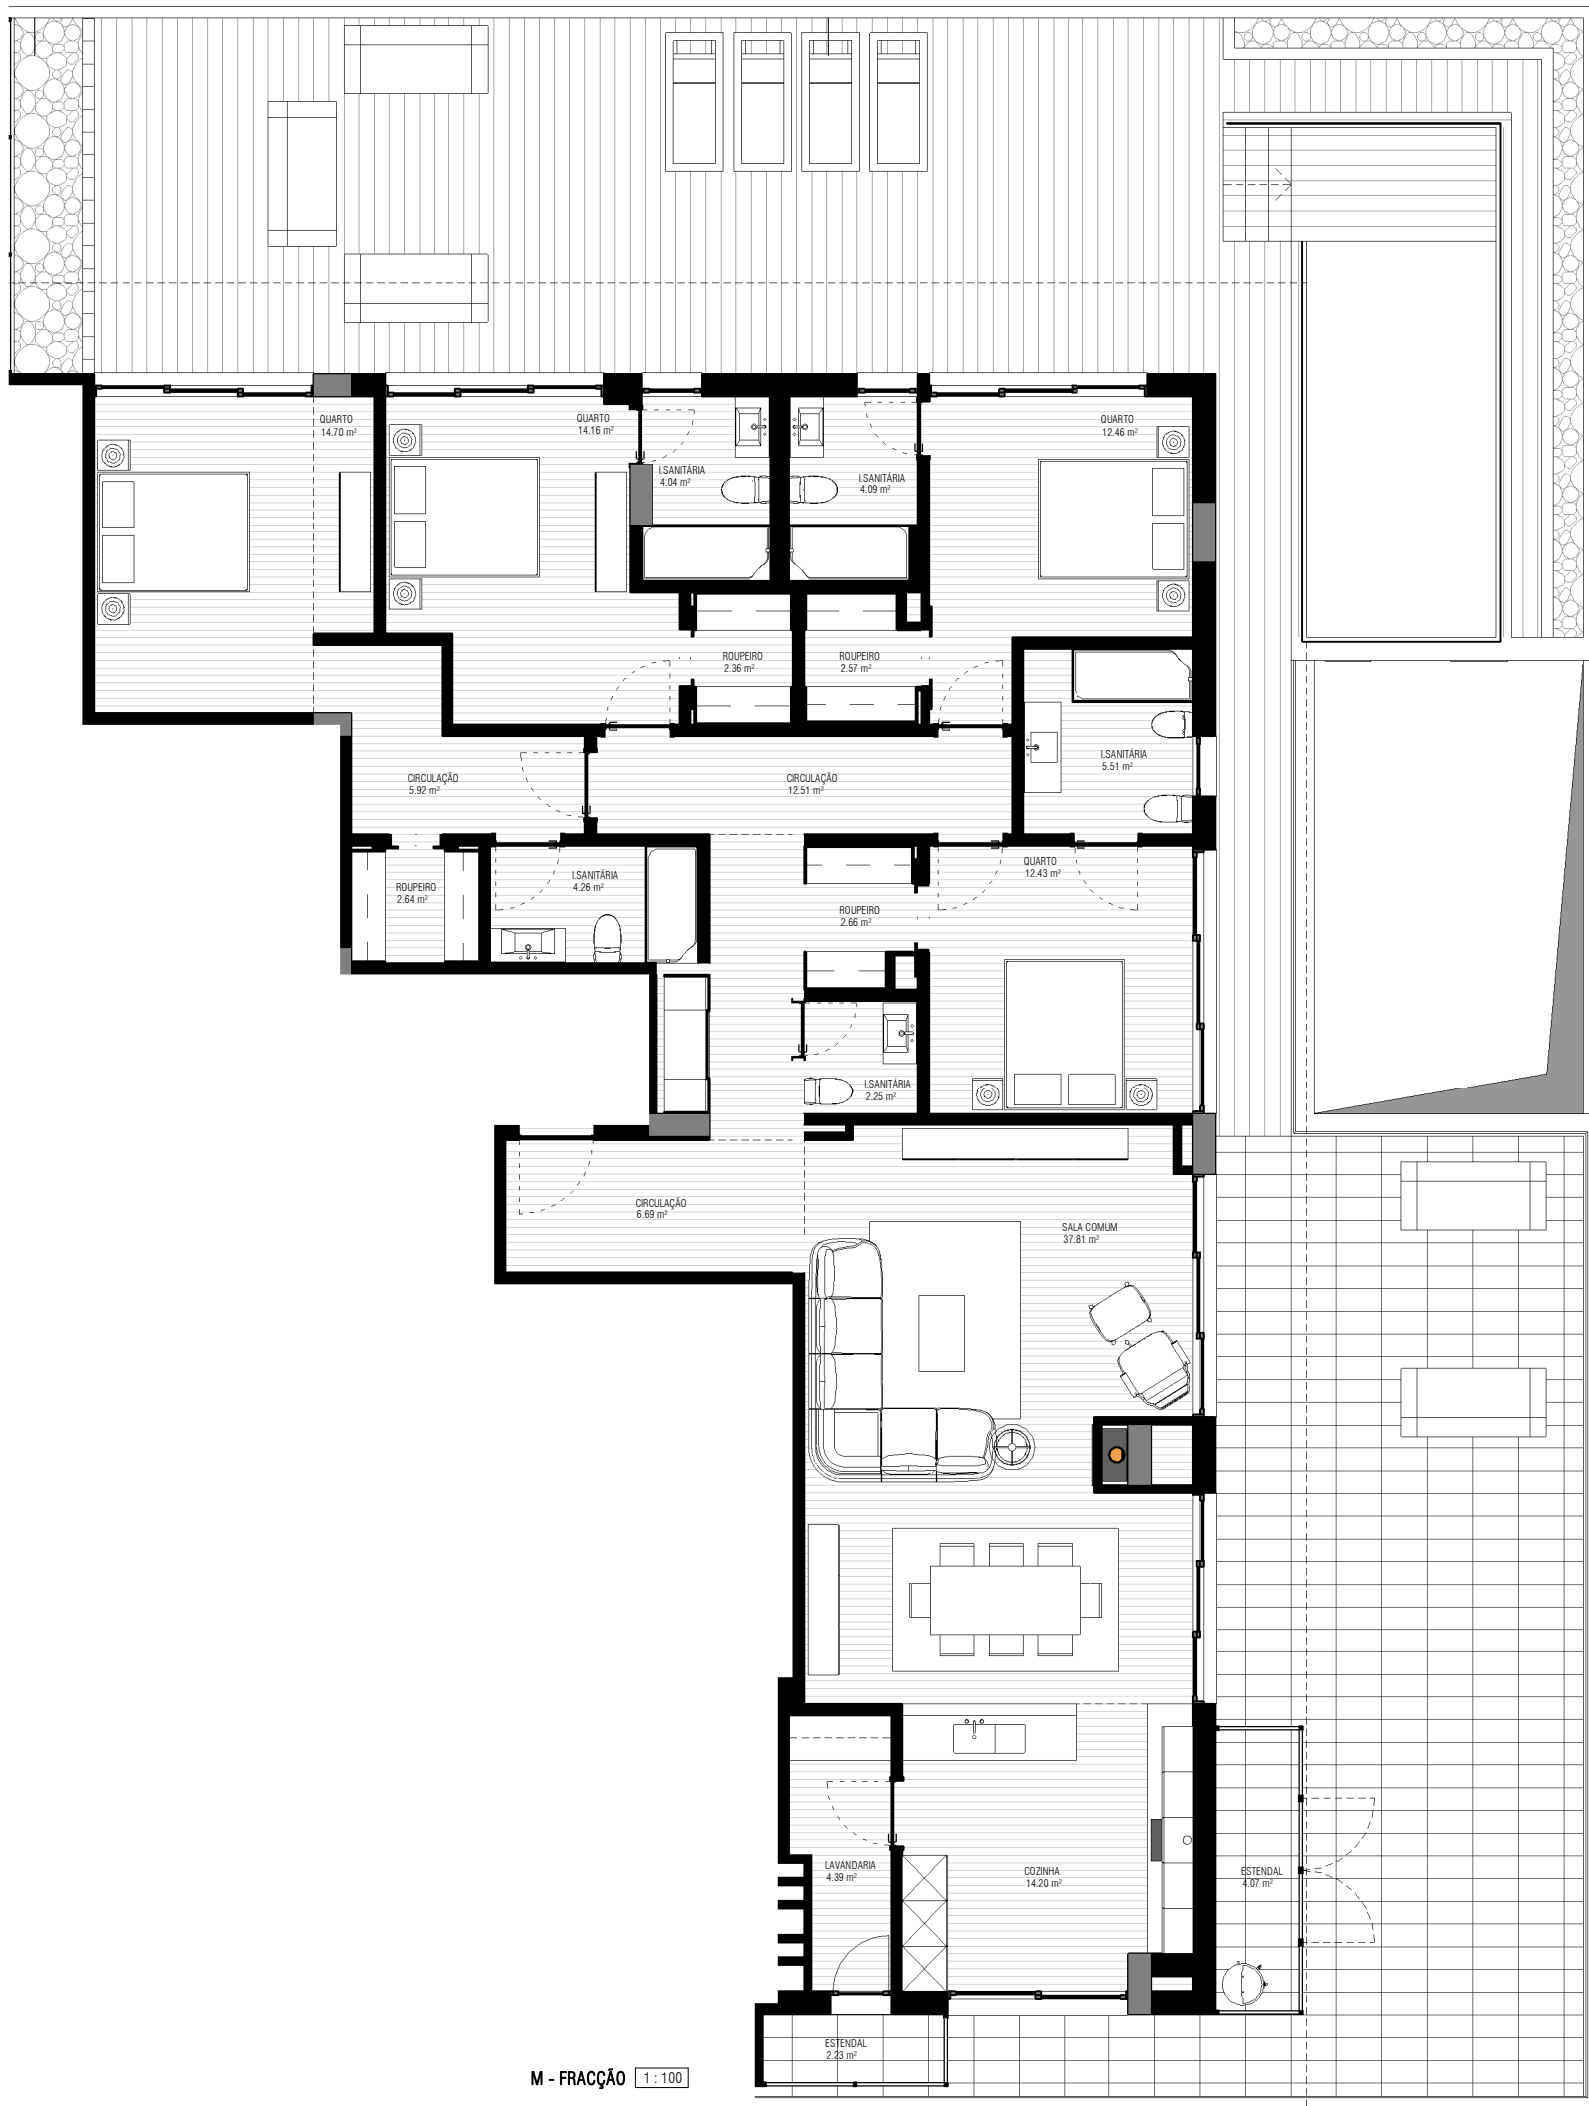 QUARTO
14.70 m²
QUARTO
14.16 m²
QUARTO
12.46 m²
I.SANITÁRIA
4.04 m²
I.SANITÁRIA
4.09 m²
ROUPEIRO
2.36 m²
ROUPEIRO
2.57 m²
I.SANITÁRIA
5.51 m²
CIRCULAÇÃO
5.92 m²
CIRCULAÇÃO
12.51 m²
QUARTO
12.43 m²
ROUPEIRO
2.64 m²
I.SANITÁRIA
4.26 m²
ROUPEIRO
2.66 m²
I.SANITÁRIA
2.25 m²
CIRCULAÇÃO
6.69 m²
SALA COMUM
37.81 m²
LAVANDARIA
4.39 m²
COZINHA
14.20 m²
ESTENDAL
4.07 m²
ESTENDAL
2.23 m²
M - FRACÇÃO 1 : 100